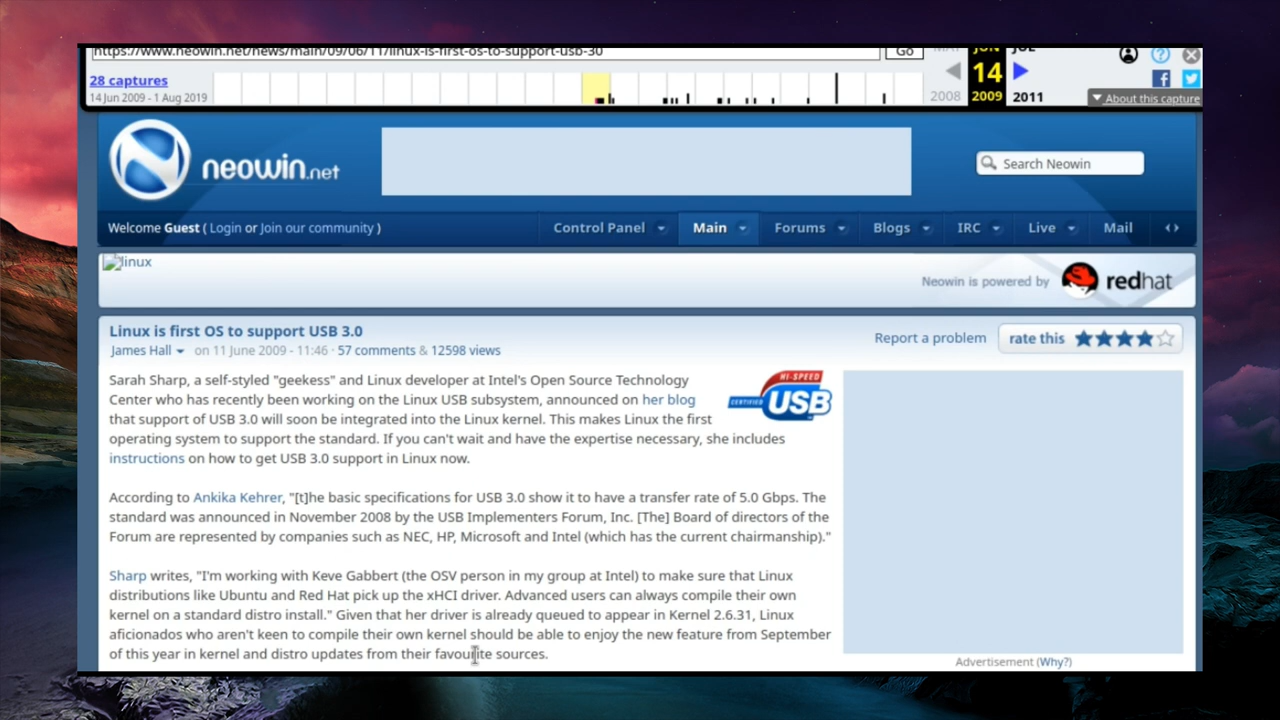 https://www.neowin.net/news/main/09/06/11/linux-is-first-os-to-support-usb-30
Go
MAY JUN JUL
28 captures
14
14 Jun 2009 - 1 Aug 2019
2008 2009 2011
About this capture
neowin.net
Search Neowin
Welcome Guest ( Login or Join our community )
Control Panel Main Forums Blogs IRC Live Mail
linux
Neowin is powered by redhat
Linux is first OS to support USB 3.0
James Hall on 11 June 2009 - 11:46 · 57 comments & 12598 views
Report a problem
rate this
Sarah Sharp, a self-styled "geekess" and Linux developer at Intel's Open Source Technology
Center who has recently been working on the Linux USB subsystem, announced on her blog
that support of USB 3.0 will soon be integrated into the Linux kernel. This makes Linux the first
operating system to support the standard. If you can't wait and have the expertise necessary, she includes
instructions on how to get USB 3.0 support in Linux now.
HI-SPEED
CERTIFIED USB
According to Ankika Kehrer, "[t]he basic specifications for USB 3.0 show it to have a transfer rate of 5.0 Gbps. The
standard was announced in November 2008 by the USB Implementers Forum, Inc. [The] Board of directors of the
Forum are represented by companies such as NEC, HP, Microsoft and Intel (which has the current chairmanship)."
Sharp writes, "I'm working with Keve Gabbert (the OSV person in my group at Intel) to make sure that Linux
distributions like Ubuntu and Red Hat pick up the xHCI driver. Advanced users can always compile their own
kernel on a standard distro install." Given that her driver is already queued to appear in Kernel 2.6.31, Linux
aficionados who aren't keen to compile their own kernel should be able to enjoy the new feature from September
of this year in kernel and distro updates from their favourite sources.
Advertisement (Why?)